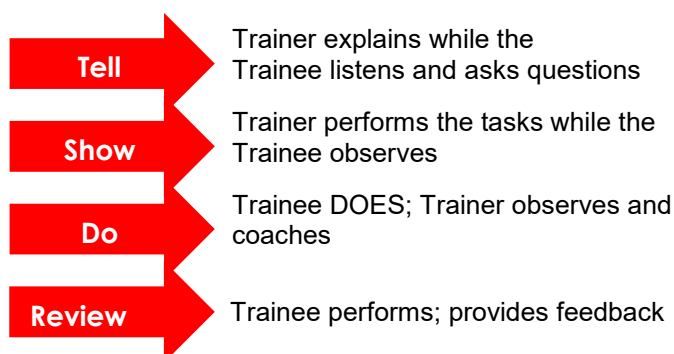 Tell
Trainer explains while the
Trainee listens and asks questions
Show
Trainer performs the tasks while the
Trainee observes
Do
Trainee DOES; Trainer observes and
coaches
Review
Trainee performs; provides feedback